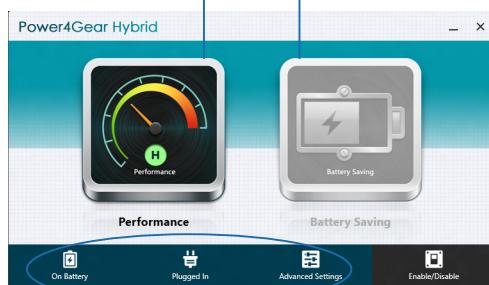 Power4Gear Hybrid
H
Performance
Battery Saving
Performance
Battery Saving
On Battery
Plugged In
Advanced Settings
Enable/Disable